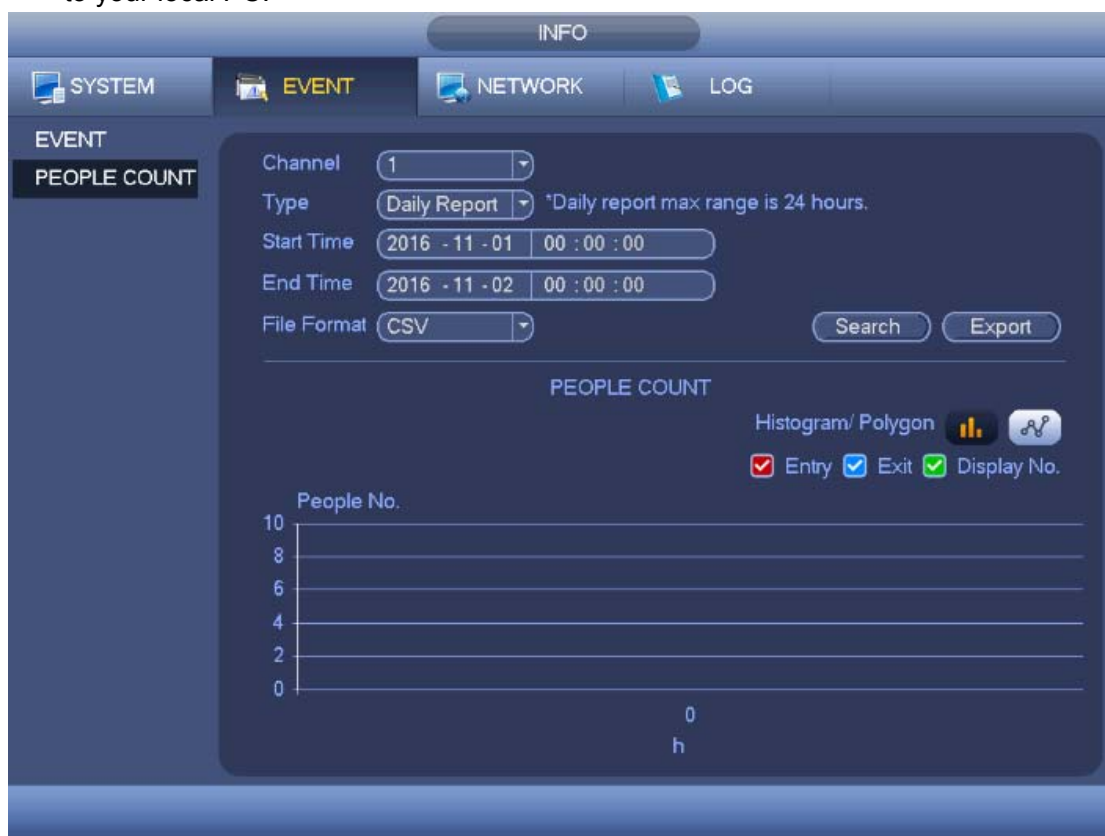 INFO
SYSTEM EVENT NETWORK LOG
EVENT
PEOPLE COUNT
Channel 1
Type Daily Report *Daily report max range is 24 hours.
Start Time 2016 - 11 - 01 00 : 00 : 00
End Time 2016 - 11 - 02 00 : 00 : 00
File Format CSV Search Export
PEOPLE COUNT
Histogram/ Polygon
Entry Exit Display No.
People No.
10
8
6
4
2
0
0
h